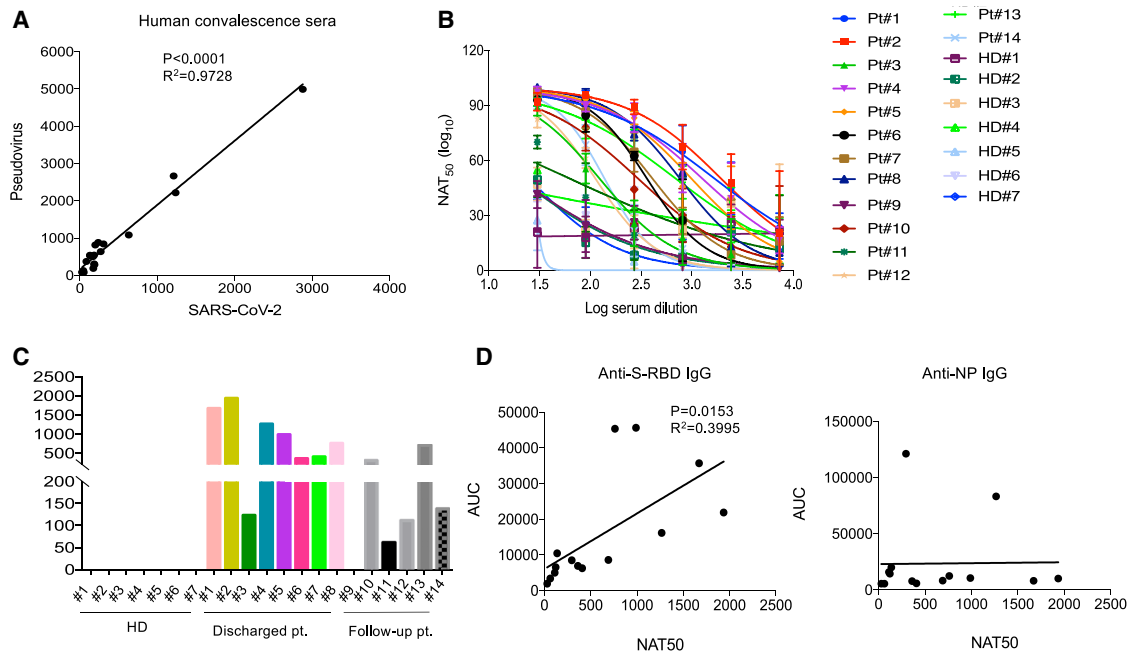 A
Human convalescence sera
P<0.0001
R²=0.9728
Pseudovirus
6000
5000
4000
3000
2000
1000
0
0 1000 2000 3000 4000
SARS-CoV-2
B
NAT₅₀ (log₁₀)
120
90
60
30
0
1.0 1.5 2.0 2.5 3.0 3.5 4.0
Log serum dilution
Pt#1
Pt#2
Pt#3
Pt#4
Pt#5
Pt#6
Pt#7
Pt#8
Pt#9
Pt#10
Pt#11
Pt#12
Pt#13
Pt#14
HD#1
HD#2
HD#3
HD#4
HD#5
HD#6
HD#7
C
2500
2000
1500
1000
500
200
150
100
50
0
#1 #2 #3 #4 #5 #6 #7 #1 #2 #3 #4 #5 #6 #7 #8 #9 #10 #11 #12 #13 #14
HD Discharged pt. Follow-up pt.
D
Anti-S-RBD IgG
P=0.0153
R²=0.3995
AUC
50000
40000
30000
20000
10000
0
0 500 1000 1500 2000 2500
NAT50
Anti-NP IgG
AUC
150000
100000
50000
0
0 500 1000 1500 2000 2500
NAT50